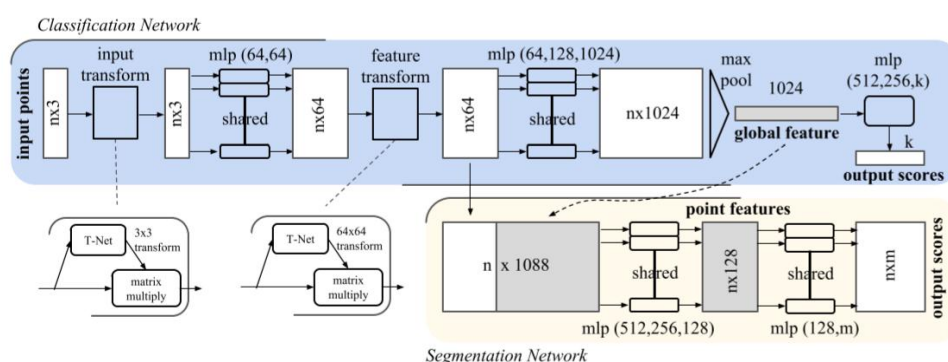 Classification Network
input points
nx3
input
transform
nx3
mlp (64,64)
shared
nx64
feature
transform
nx64
mlp (64,128,1024)
shared
nx1024
max
pool
1024
global feature
mlp
(512,256,k)
k
output scores
T-Net
3x3
transform
matrix
multiply
T-Net
64x64
transform
matrix
multiply
point features
n x 1088
shared
mlp (512,256,128)
nx128
shared
mlp (128,m)
nxm
output scores
Segmentation Network